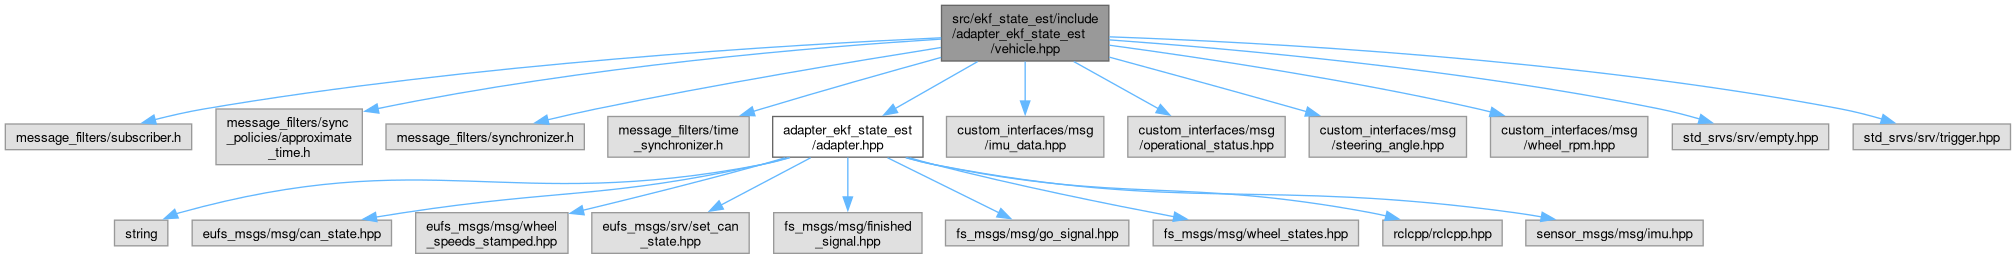 src/ekf_state_est/include
/adapter_ekf_state_est
/vehicle.hpp
message_filters/subscriber.h
message_filters/sync
_policies/approximate
_time.h
message_filters/synchronizer.h
message_filters/time
_synchronizer.h
adapter_ekf_state_est
/adapter.hpp
custom_interfaces/msg
/imu_data.hpp
custom_interfaces/msg
/operational_status.hpp
custom_interfaces/msg
/steering_angle.hpp
custom_interfaces/msg
/wheel_rpm.hpp
std_srvs/srv/empty.hpp
std_srvs/srv/trigger.hpp
string
eufs_msgs/msg/can_state.hpp
eufs_msgs/msg/wheel
_speeds_stamped.hpp
eufs_msgs/srv/set_can
_state.hpp
fs_msgs/msg/finished
_signal.hpp
fs_msgs/msg/go_signal.hpp
fs_msgs/msg/wheel_states.hpp
rclcpp/rclcpp.hpp
sensor_msgs/msg/imu.hpp